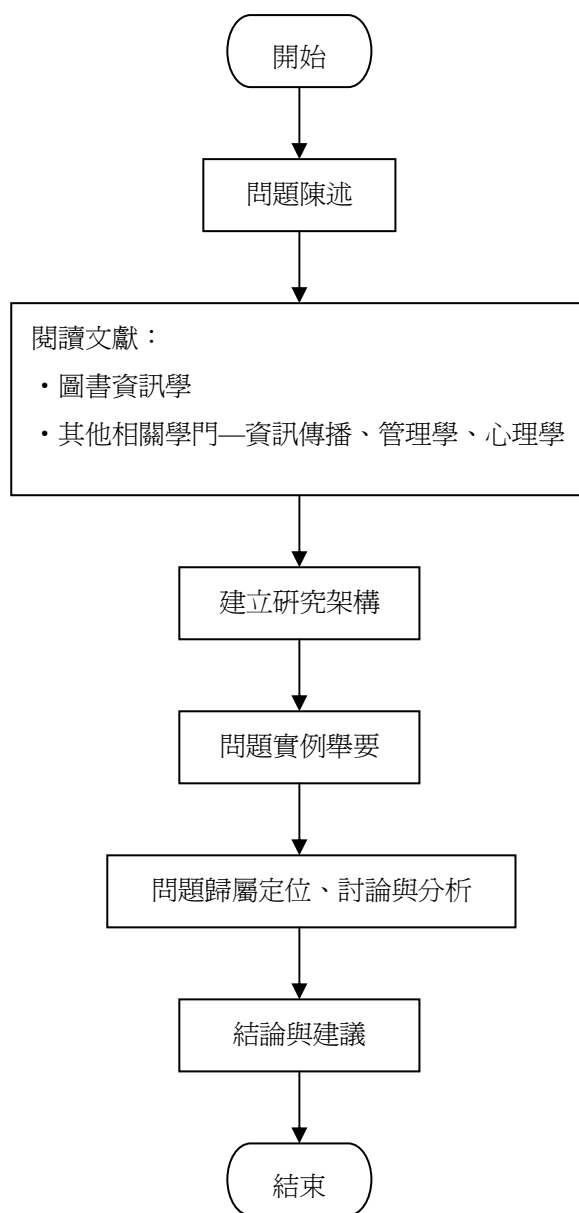 開始
問題陳述
閱讀文獻：
・圖書資訊學
・其他相關學門—資訊傳播、管理學、心理學
建立研究架構
問題實例舉要
問題歸屬定位、討論與分析
結論與建議
結束